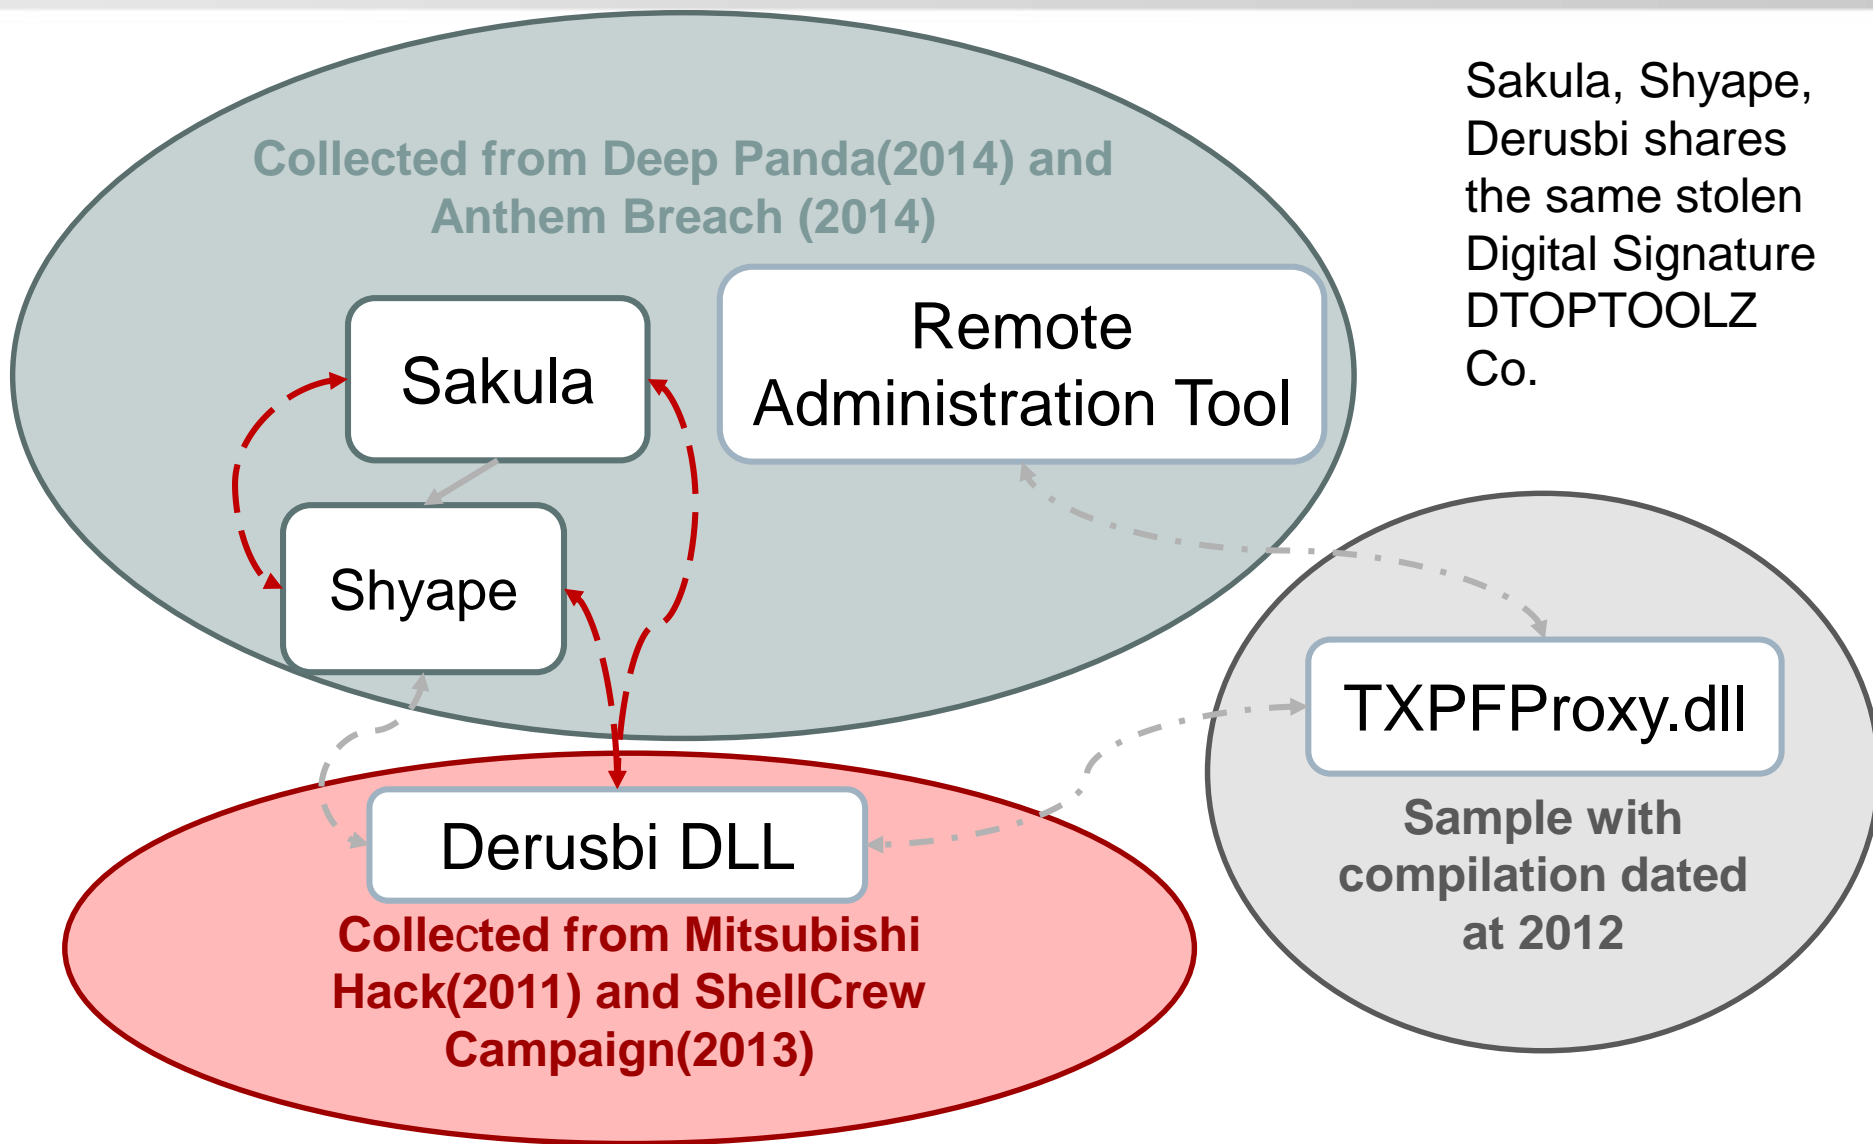 Collected from Deep Panda(2014) and
Anthem Breach (2014)
Sakula, Shyape,
Derusbi shares
the same stolen
Digital Signature
DTOPTOOLZ
Co.
Sakula
Remote
Administration Tool
Shyape
TXPFProxy.dll
Sample with
compilation dated
at 2012
Derusbi DLL
Collected from Mitsubishi
Hack(2011) and ShellCrew
Campaign(2013)